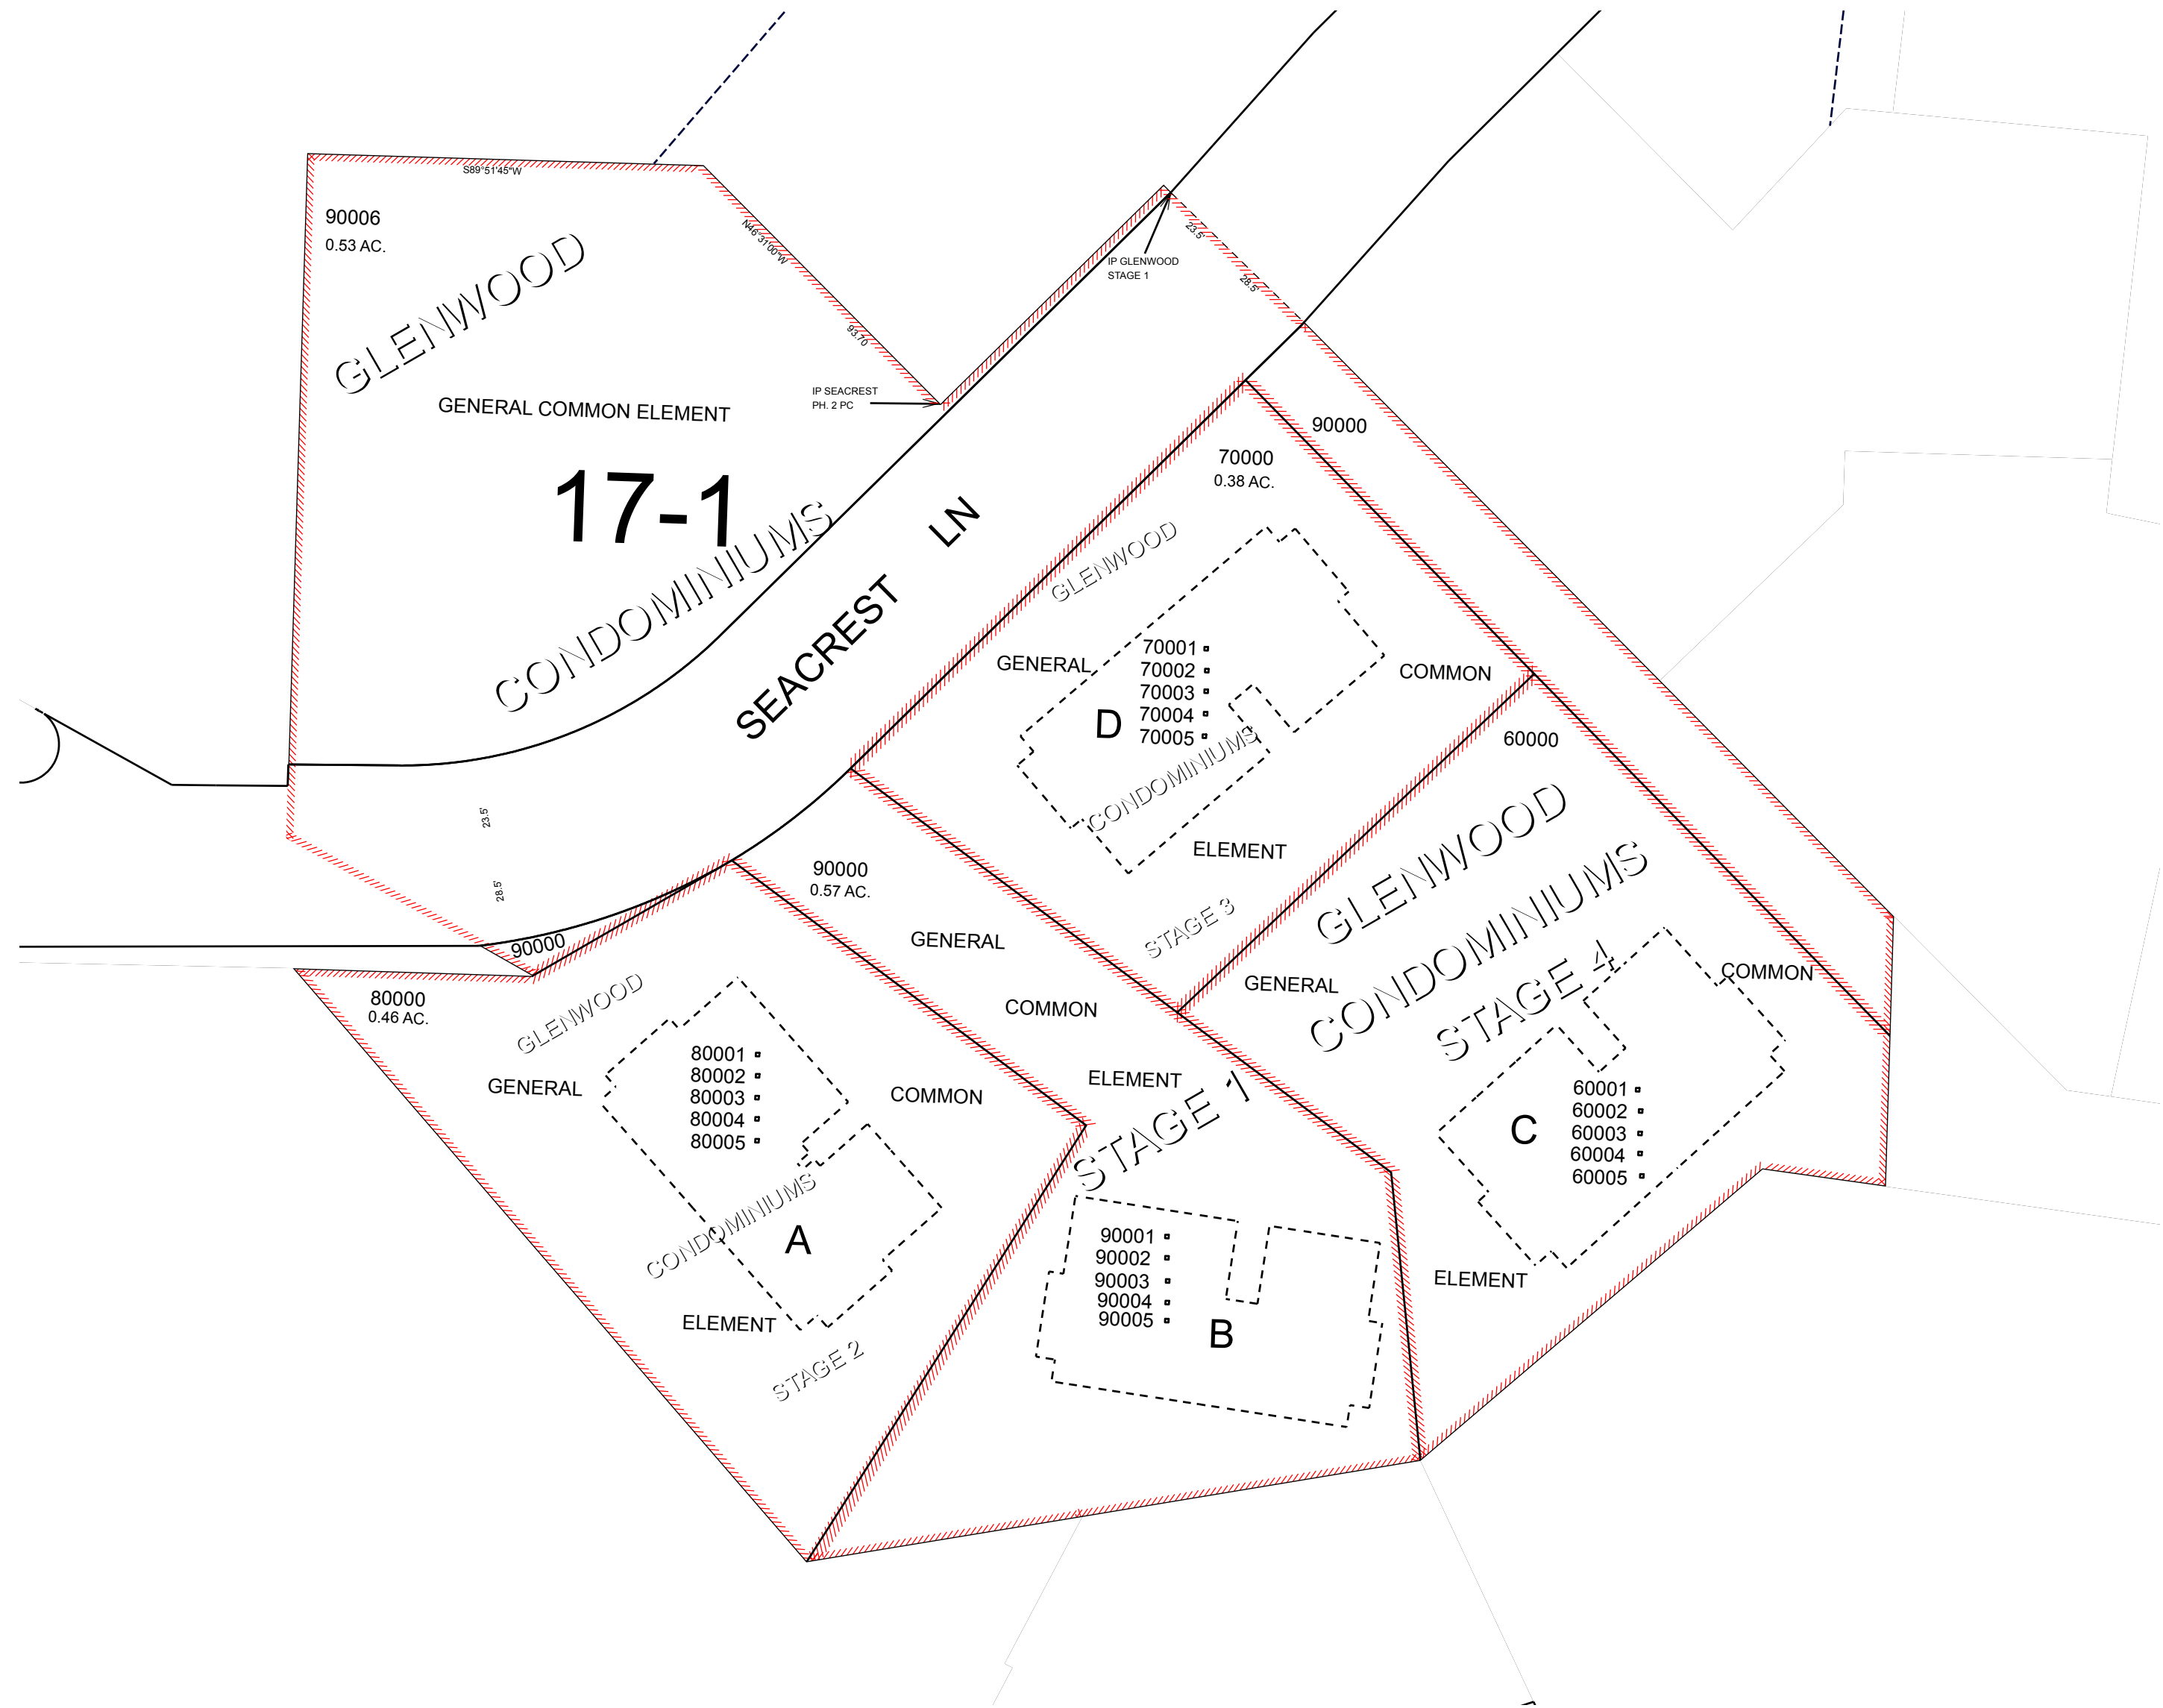 S89°51'45"W
90006
0.53 AC.
GLENWOOD
N46°31'00"W
93.70
GENERAL COMMON ELEMENT
17-1
CONDOMINIUMS
IP SEACREST
PH. 2 PC
IP GLENWOOD
STAGE 1
23.5'
28.5'
SEACREST LN
23.5'
28.5'
90000
90000
70000
0.38 AC.
GLENWOOD
GENERAL
COMMON
70001
70002
70003
70004
70005
D
CONDOMINIUMS
ELEMENT
STAGE 3
60000
GLENWOOD
CONDOMINIUMS
STAGE 4
GENERAL
COMMON
60001
60002
60003
60004
60005
C
ELEMENT
90000
0.57 AC.
GENERAL
COMMON
ELEMENT
STAGE 1
90001
90002
90003
90004
90005
B
80000
0.46 AC.
GLENWOOD
GENERAL
COMMON
80001
80002
80003
80004
80005
CONDOMINIUMS
A
ELEMENT
STAGE 2